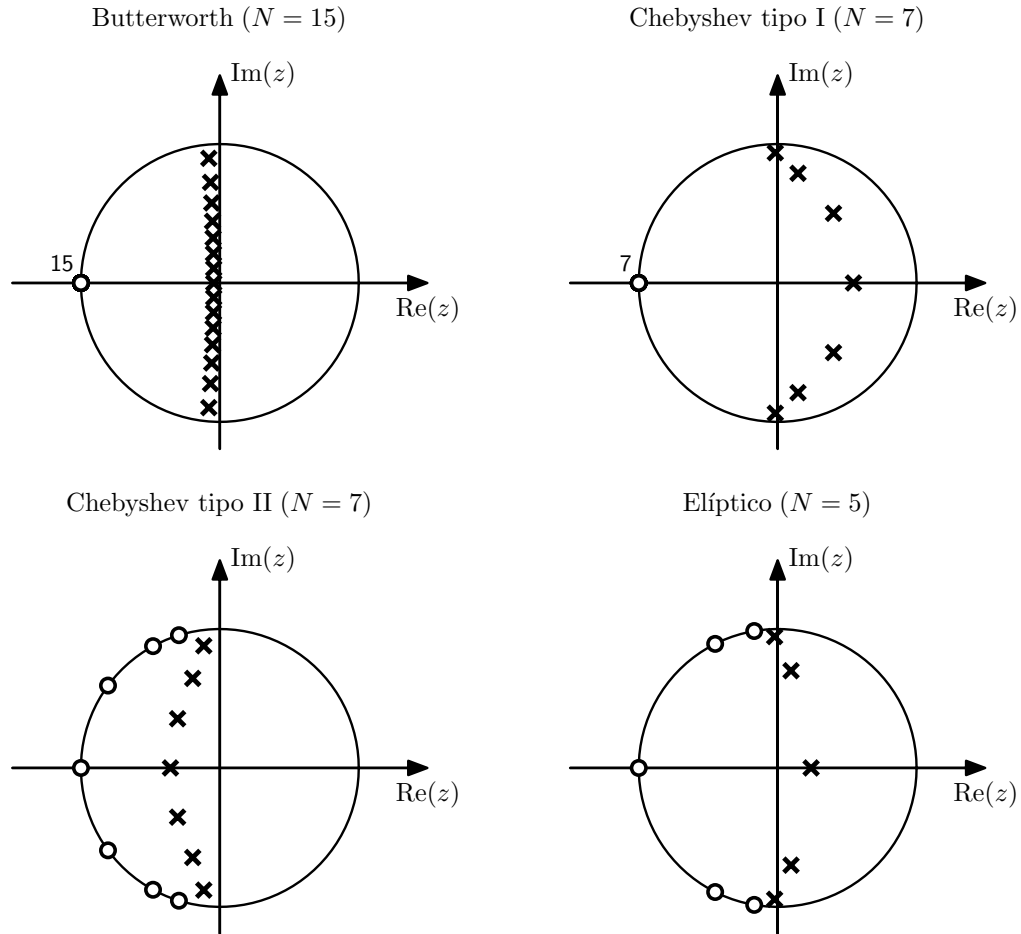 Butterworth (N = 15)
Chebyshev tipo I (N = 7)
Im(z)
Im(z)
15
7
Re(z)
Re(z)
Chebyshev tipo II (N = 7)
Elíptico (N = 5)
Im(z)
Im(z)
Re(z)
Re(z)